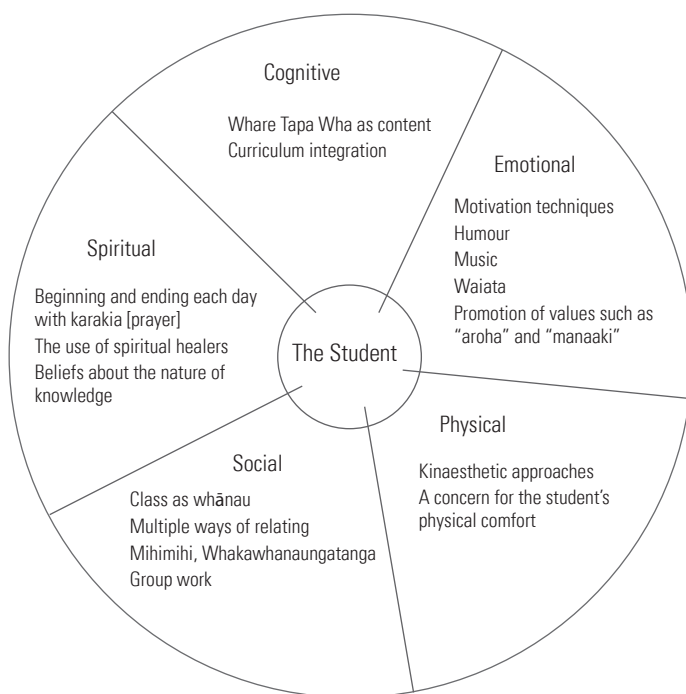 Cognitive
Whare Tapa Wha as content
Curriculum integration
Emotional
Motivation techniques
Humour
Music
Waiata
Promotion of values such as
“aroha” and “manaaki”
Spiritual
Beginning and ending each day
with karakia [prayer]
The use of spiritual healers
Beliefs about the nature of
knowledge
The Student
Physical
Kinaesthetic approaches
A concern for the student’s
physical comfort
Social
Class as whānau
Multiple ways of relating
Mihimihi, Whakawhanaungatanga
Group work